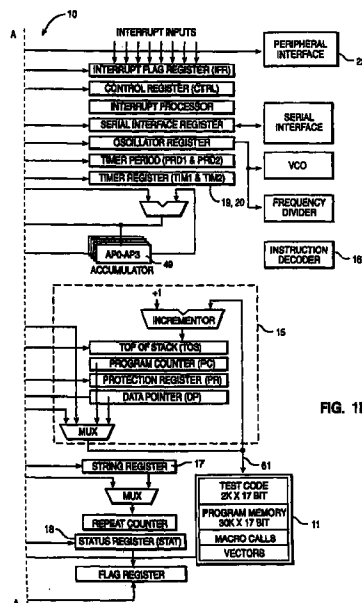 A
10
INTERRUPT INPUTS
PERIPHERAL
INTERFACE
INTERRUPT FLAG REGISTER (IFR)
CONTROL REGISTER (CTRL)
INTERRUPT PROCESSOR
SERIAL INTERFACE REGISTER
SERIAL
INTERFACE
OSCILLATOR REGISTER
TIMER PERIOD (PRD1 & PRD2)
VCO
TIMER REGISTER (TIM1 & TIM2)
19, 20
FREQUENCY
DIVIDER
AP0-AP3
49
ACCUMULATOR
INSTRUCTION
DECODER
16
+1
INCREMENTOR
15
TOP OF STACK (TOS)
PROGRAM COUNTER (PC)
PROTECTION REGISTER (PR)
DATA POINTER (DP)
MUX
FIG. 1
61
STRING REGISTER
17
MUX
TEST CODE
2K X 17 BIT
PROGRAM MEMORY
30K X 17 BIT
11
MACRO CALLS
VECTORS
REPEAT COUNTER
18
STATUS REGISTER (STAT)
FLAG REGISTER
A